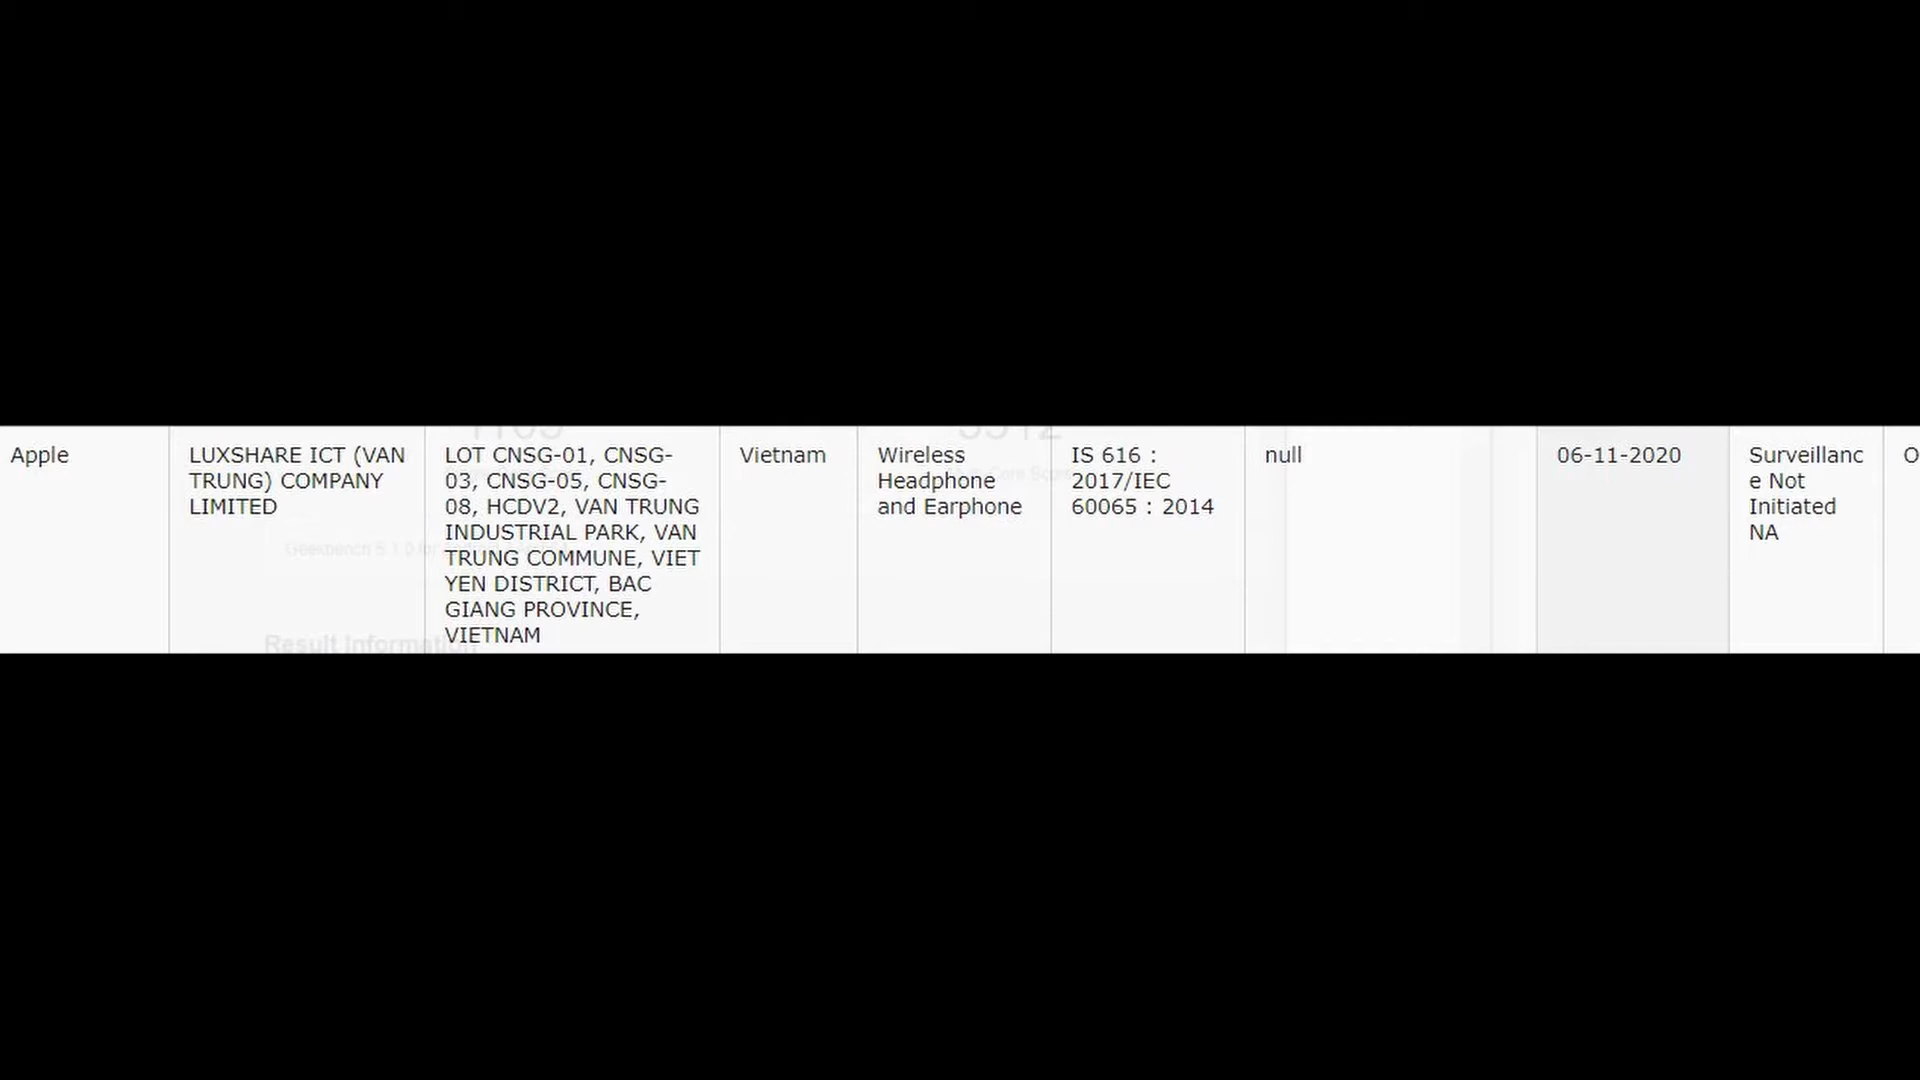 Apple
LUXSHARE ICT (VAN
TRUNG) COMPANY
LIMITED
LOT CNSG-01, CNSG-
03, CNSG-05, CNSG-
08, HCDV2, VAN TRUNG
INDUSTRIAL PARK, VAN
TRUNG COMMUNE, VIET
YEN DISTRICT, BAC
GIANG PROVINCE,
VIETNAM
Vietnam
Wireless
Headphone
and Earphone
IS 616 :
2017/IEC
60065 : 2014
null
06-11-2020
Surveillanc
e Not
Initiated
NA
Result Information